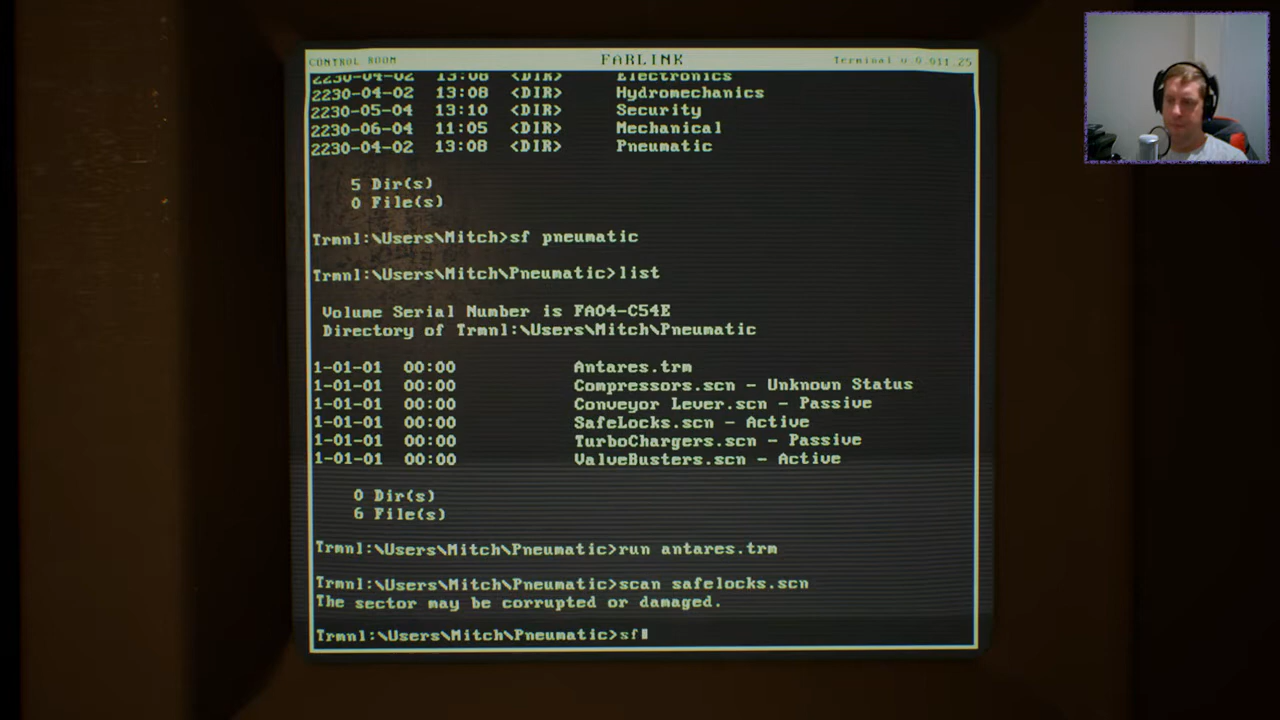 CONTROL ROOM FARLINK Terminal v 0.011.25
2230-04-02 13:08 <DIR> Electronics
2230-04-02 13:08 <DIR> Hydromechanics
2230-05-04 13:10 <DIR> Security
2230-06-04 11:05 <DIR> Mechanical
2230-04-02 13:08 <DIR> Pneumatic
5 Dir(s)
0 File(s)
Trmnl:\Users\Mitch>sf pneumatic
Trmnl:\Users\Mitch\Pneumatic>list
Volume Serial Number is FA04-C54E
Directory of Trmnl:\Users\Mitch\Pneumatic
1-01-01 00:00 Antares.trm
1-01-01 00:00 Compressors.scn - Unknown Status
1-01-01 00:00 Conveyor Lever.scn - Passive
1-01-01 00:00 SafeLocks.scn - Active
1-01-01 00:00 TurboChargers.scn - Passive
1-01-01 00:00 ValveBusters.scn - Active
0 Dir(s)
6 File(s)
Trmnl:\Users\Mitch\Pneumatic>run antares.trm
Trmnl:\Users\Mitch\Pneumatic>scan safelocks.scn
The sector may be corrupted or damaged.
Trmnl:\Users\Mitch\Pneumatic>sf